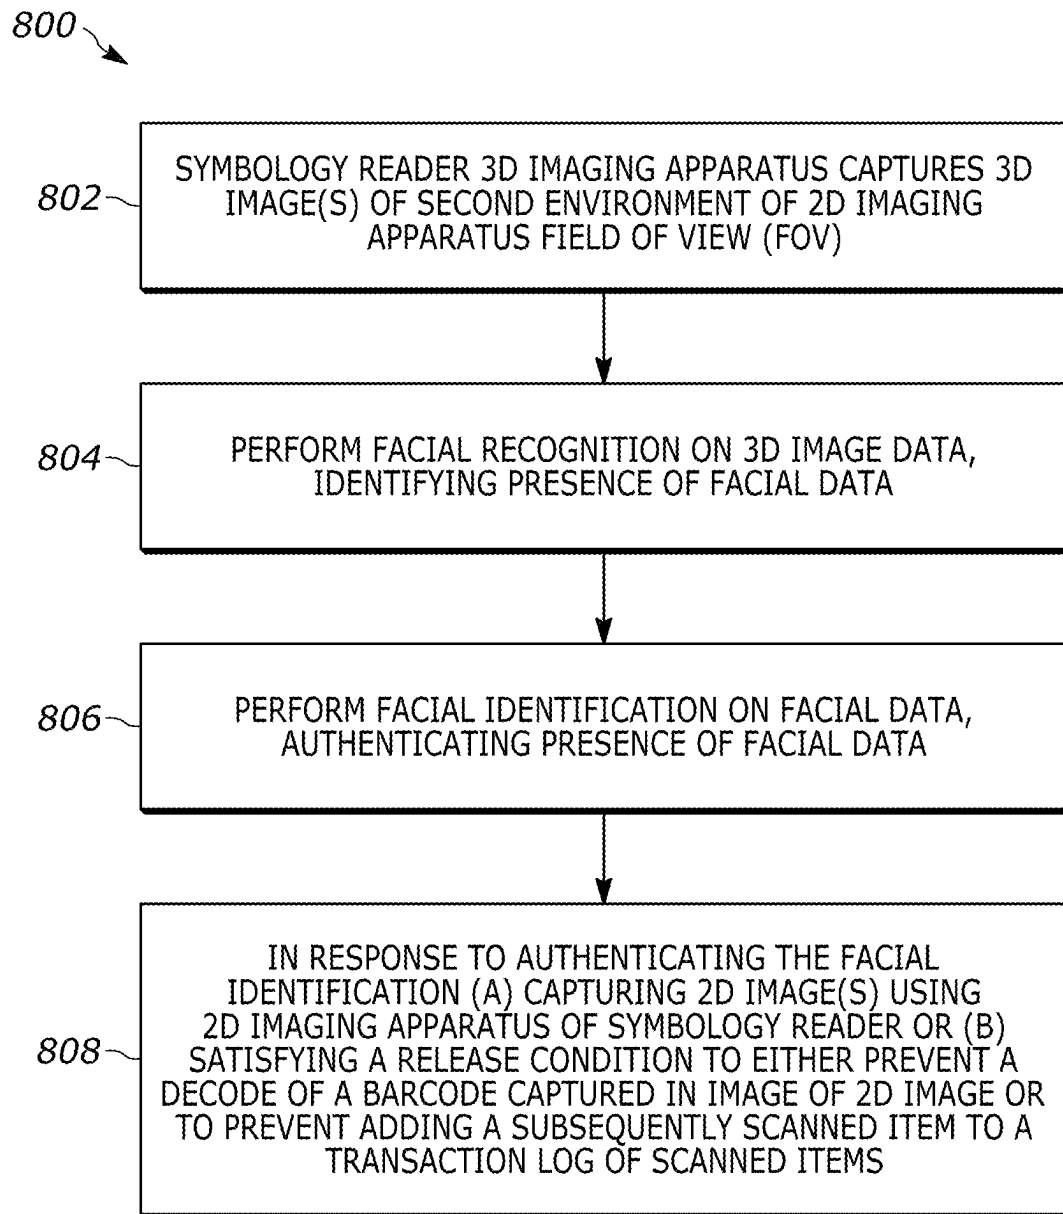 800
802
SYMBOLOGY READER 3D IMAGING APPARATUS CAPTURES 3D
IMAGE(S) OF SECOND ENVIRONMENT OF 2D IMAGING
APPARATUS FIELD OF VIEW (FOV)
804
PERFORM FACIAL RECOGNITION ON 3D IMAGE DATA,
IDENTIFYING PRESENCE OF FACIAL DATA
806
PERFORM FACIAL IDENTIFICATION ON FACIAL DATA,
AUTHENTICATING PRESENCE OF FACIAL DATA
808
IN RESPONSE TO AUTHENTICATING THE FACIAL
IDENTIFICATION (A) CAPTURING 2D IMAGE(S) USING
2D IMAGING APPARATUS OF SYMBOLOGY READER OR (B)
SATISFYING A RELEASE CONDITION TO EITHER PREVENT A
DECODE OF A BARCODE CAPTURED IN IMAGE OF 2D IMAGE OR
TO PREVENT ADDING A SUBSEQUENTLY SCANNED ITEM TO A
TRANSACTION LOG OF SCANNED ITEMS